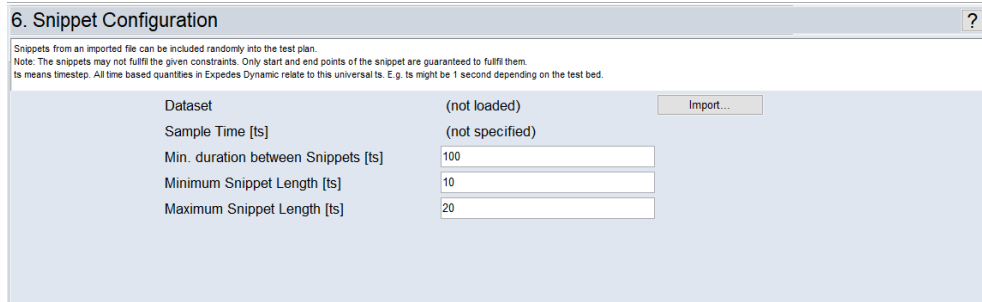 6. Snippet Configuration ?
Snippets from an imported file can be included randomly into the test plan.
Note: The snippets may not fullfil the given constraints. Only start and end points of the snippet are guaranteed to fullfil them.
ts means timestep. All time based quantities in Expedes Dynamic relate to this universal ts. E.g. ts might be 1 second depending on the test bed.
Dataset (not loaded) Import...
Sample Time [ts] (not specified)
Min. duration between Snippets [ts] 100
Minimum Snippet Length [ts] 10
Maximum Snippet Length [ts] 20